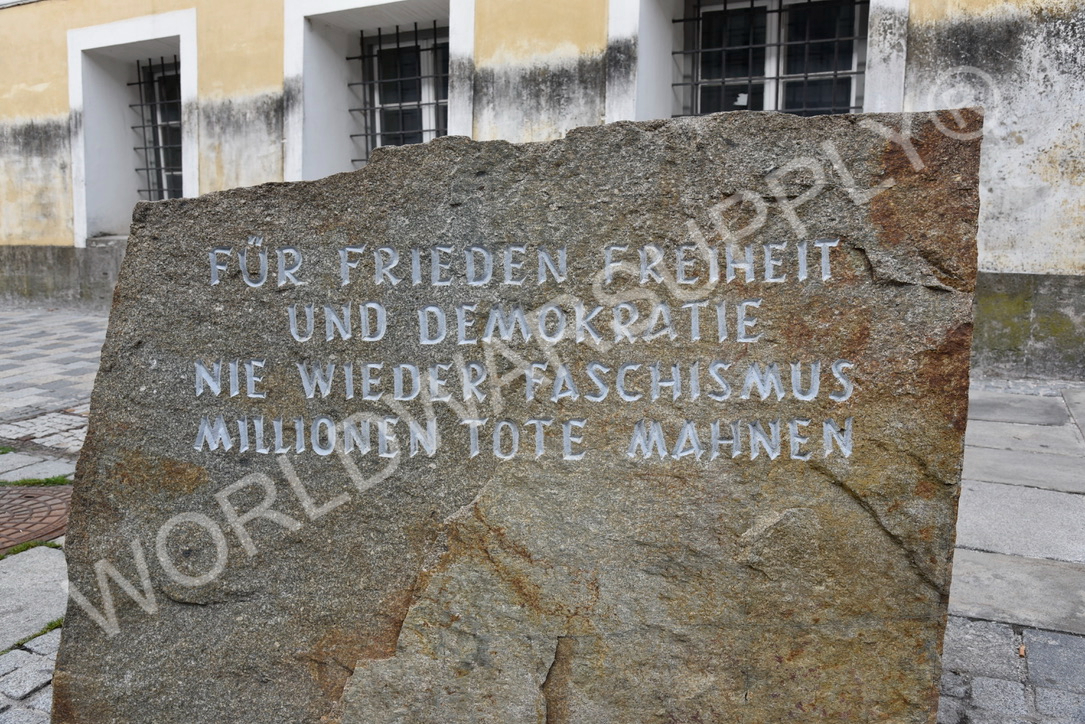 FÜR FRIEDEN FREIHEIT
UND DEMOKRATIE
NIE WIEDER FASCHISMUS
MILLIONEN TOTE MAHNEN
WORLDWARSUPPLY©